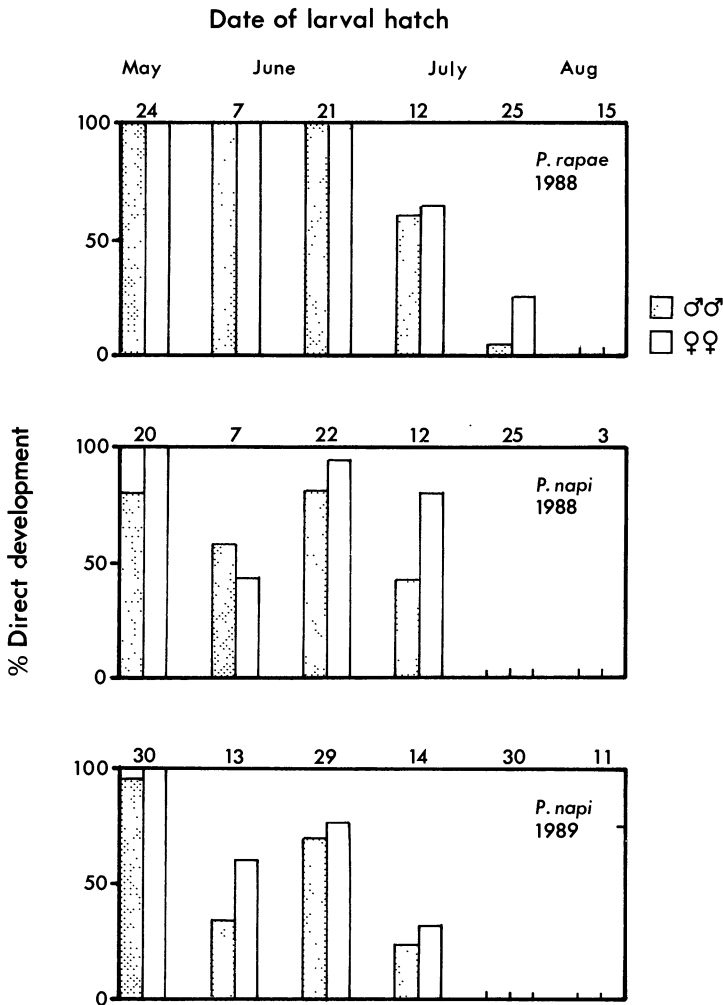 Date of larval hatch
May June July Aug
24 7 21 12 25 15
100
50
0
P. rapae
1988
♂♂
♀♀
% Direct development
20 7 22 12 25 3
100
50
0
P. napi
1988
30 13 29 14 30 11
100
50
0
P. napi
1989